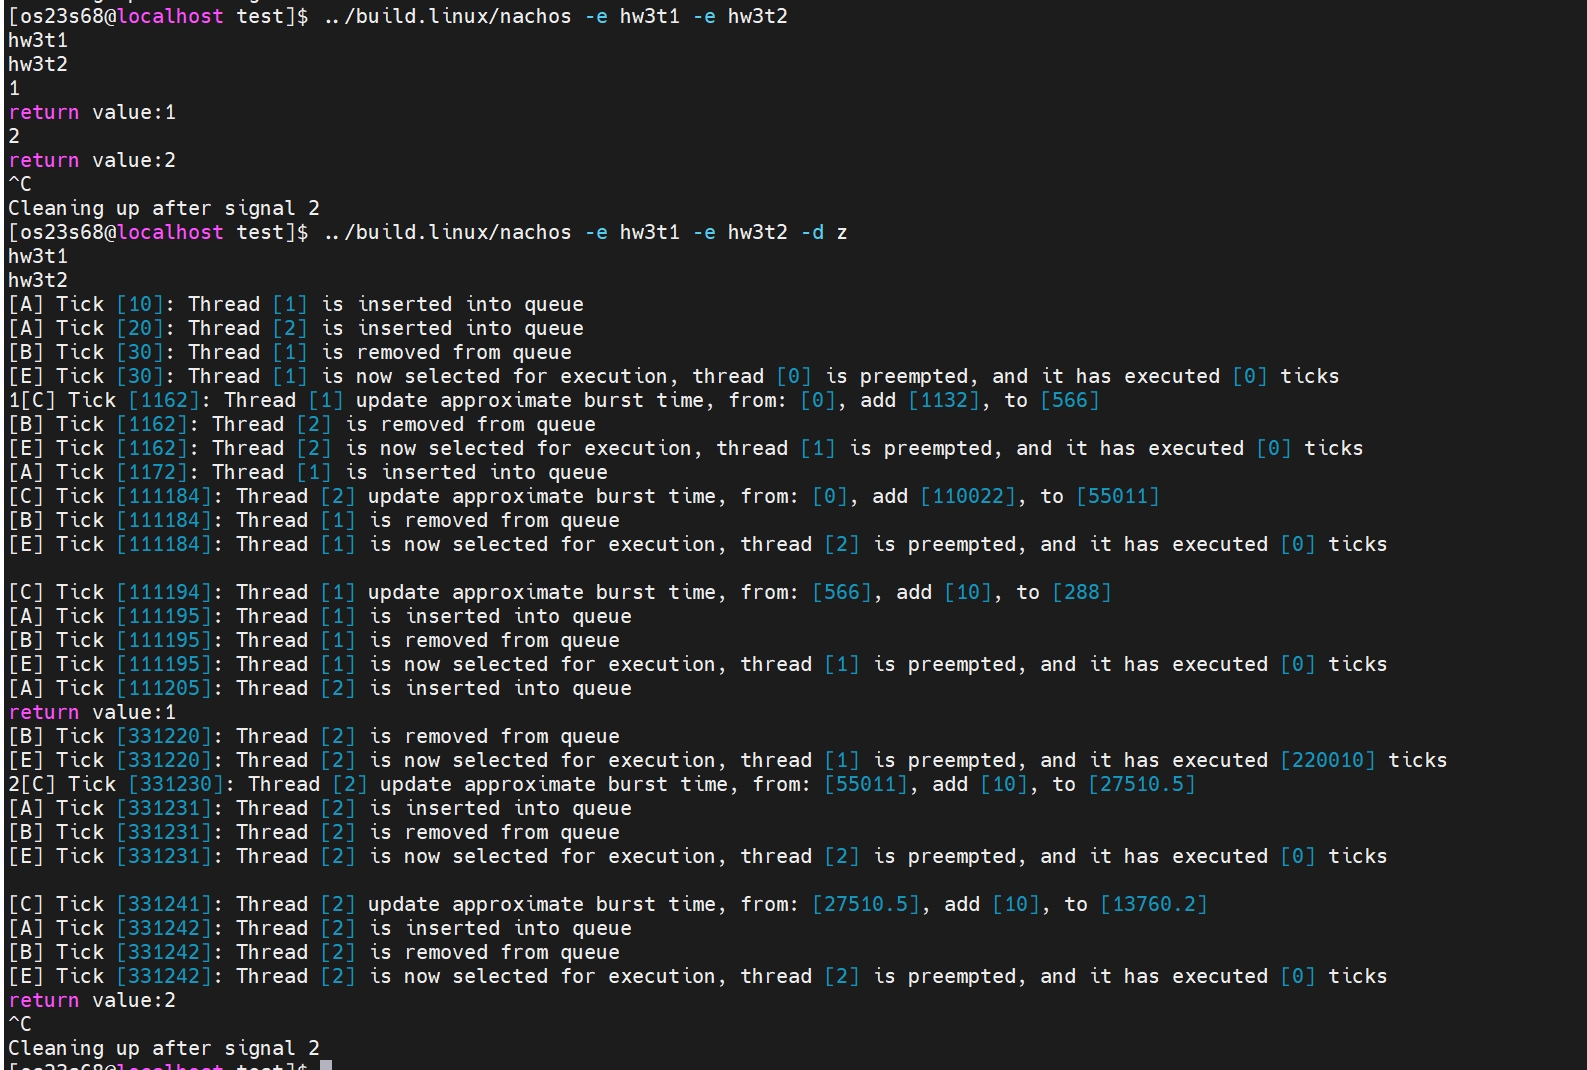 [os23s68@localhost test]$ ../build.linux/nachos -e hw3t1 -e hw3t2
hw3t1
hw3t2
1
return value:1
2
return value:2
^C
Cleaning up after signal 2
[os23s68@localhost test]$ ../build.linux/nachos -e hw3t1 -e hw3t2 -d z
hw3t1
hw3t2
[A] Tick [10]: Thread [1] is inserted into queue
[A] Tick [20]: Thread [2] is inserted into queue
[B] Tick [30]: Thread [1] is removed from queue
[E] Tick [30]: Thread [1] is now selected for execution, thread [0] is preempted, and it has executed [0] ticks
1[C] Tick [1162]: Thread [1] update approximate burst time, from: [0], add [1132], to [566]
[B] Tick [1162]: Thread [2] is removed from queue
[E] Tick [1162]: Thread [2] is now selected for execution, thread [1] is preempted, and it has executed [0] ticks
[A] Tick [1172]: Thread [1] is inserted into queue
[C] Tick [111184]: Thread [2] update approximate burst time, from: [0], add [110022], to [55011]
[B] Tick [111184]: Thread [1] is removed from queue
[E] Tick [111184]: Thread [1] is now selected for execution, thread [2] is preempted, and it has executed [0] ticks
[C] Tick [111194]: Thread [1] update approximate burst time, from: [566], add [10], to [288]
[A] Tick [111195]: Thread [1] is inserted into queue
[B] Tick [111195]: Thread [1] is removed from queue
[E] Tick [111195]: Thread [1] is now selected for execution, thread [1] is preempted, and it has executed [0] ticks
[A] Tick [111205]: Thread [2] is inserted into queue
return value:1
[B] Tick [331220]: Thread [2] is removed from queue
[E] Tick [331220]: Thread [2] is now selected for execution, thread [1] is preempted, and it has executed [220010] ticks
2[C] Tick [331230]: Thread [2] update approximate burst time, from: [55011], add [10], to [27510.5]
[A] Tick [331231]: Thread [2] is inserted into queue
[B] Tick [331231]: Thread [2] is removed from queue
[E] Tick [331231]: Thread [2] is now selected for execution, thread [2] is preempted, and it has executed [0] ticks
[C] Tick [331241]: Thread [2] update approximate burst time, from: [27510.5], add [10], to [13760.2]
[A] Tick [331242]: Thread [2] is inserted into queue
[B] Tick [331242]: Thread [2] is removed from queue
[E] Tick [331242]: Thread [2] is now selected for execution, thread [2] is preempted, and it has executed [0] ticks
return value:2
^C
Cleaning up after signal 2
[os23s68@localhost test]$